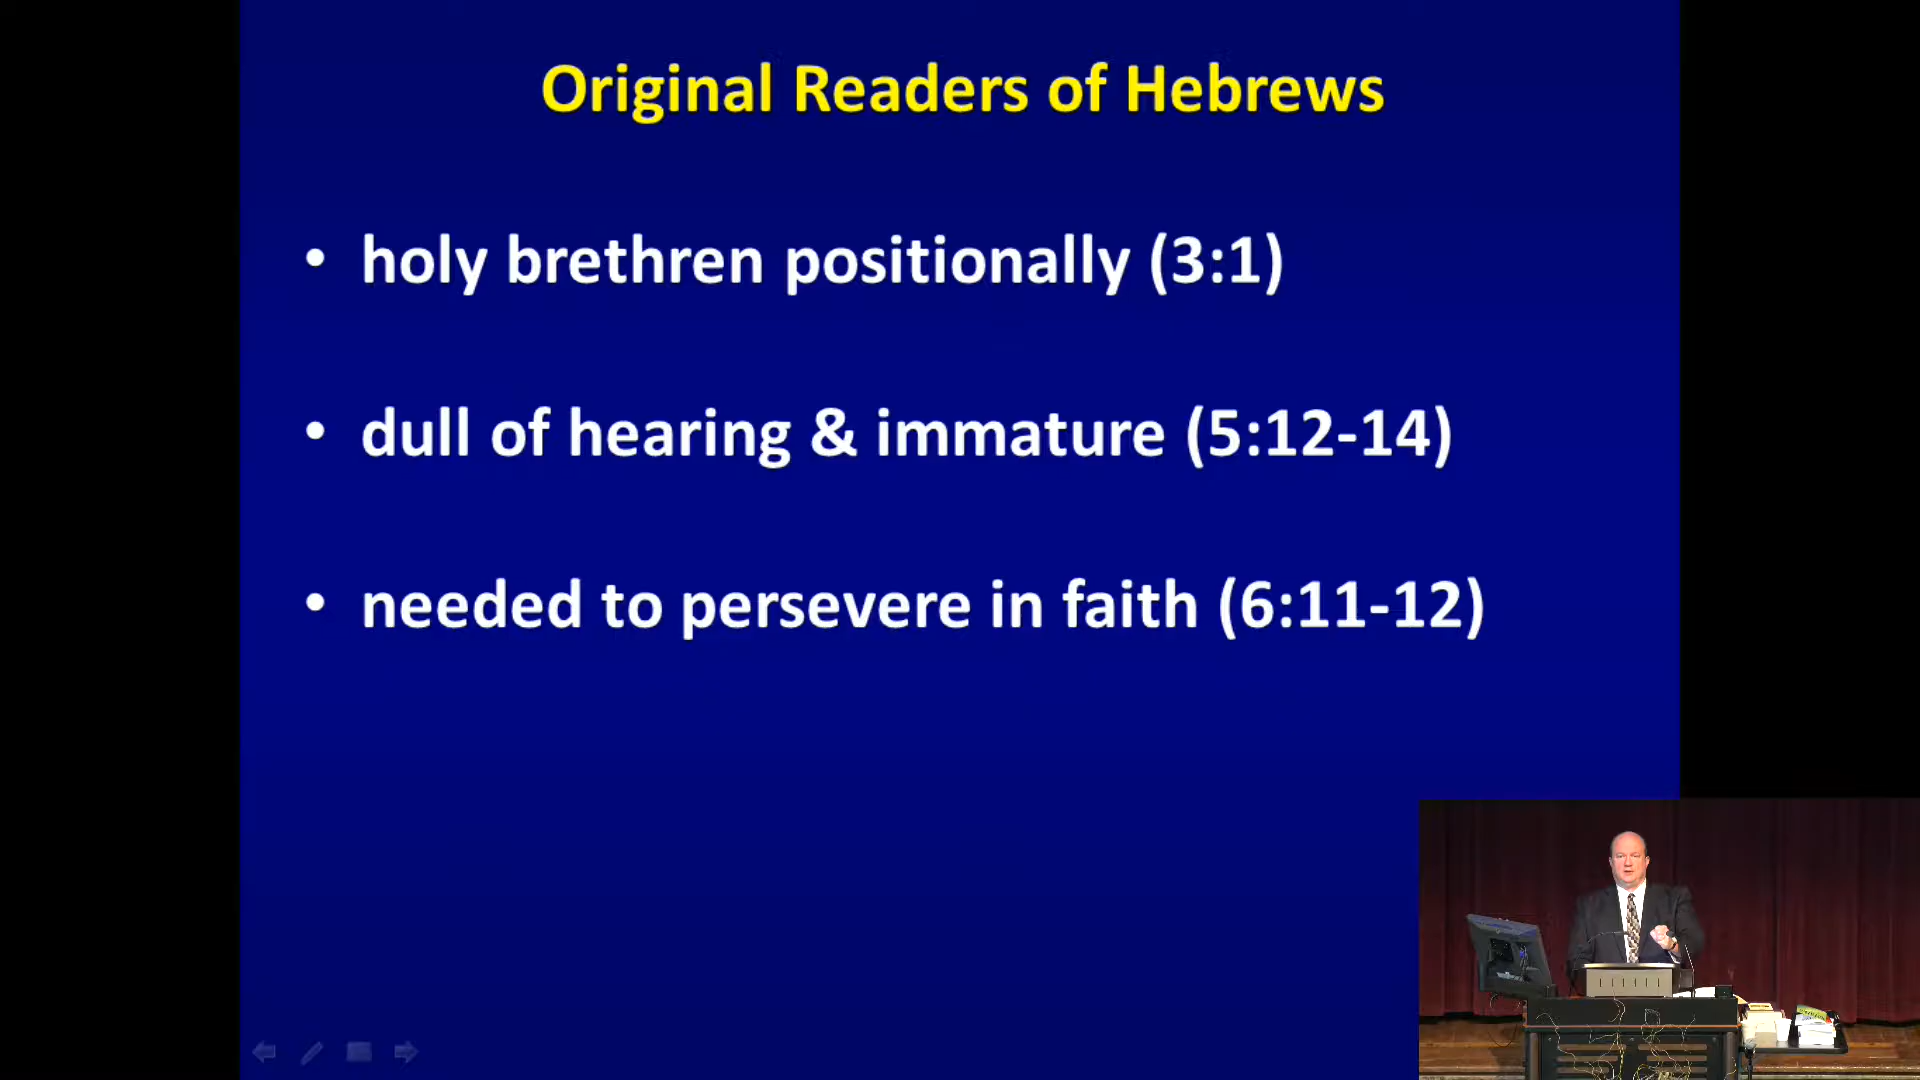 Original Readers of Hebrews
• holy brethren positionally (3:1)
• dull of hearing & immature (5:12-14)
• needed to persevere in faith (6:11-12)